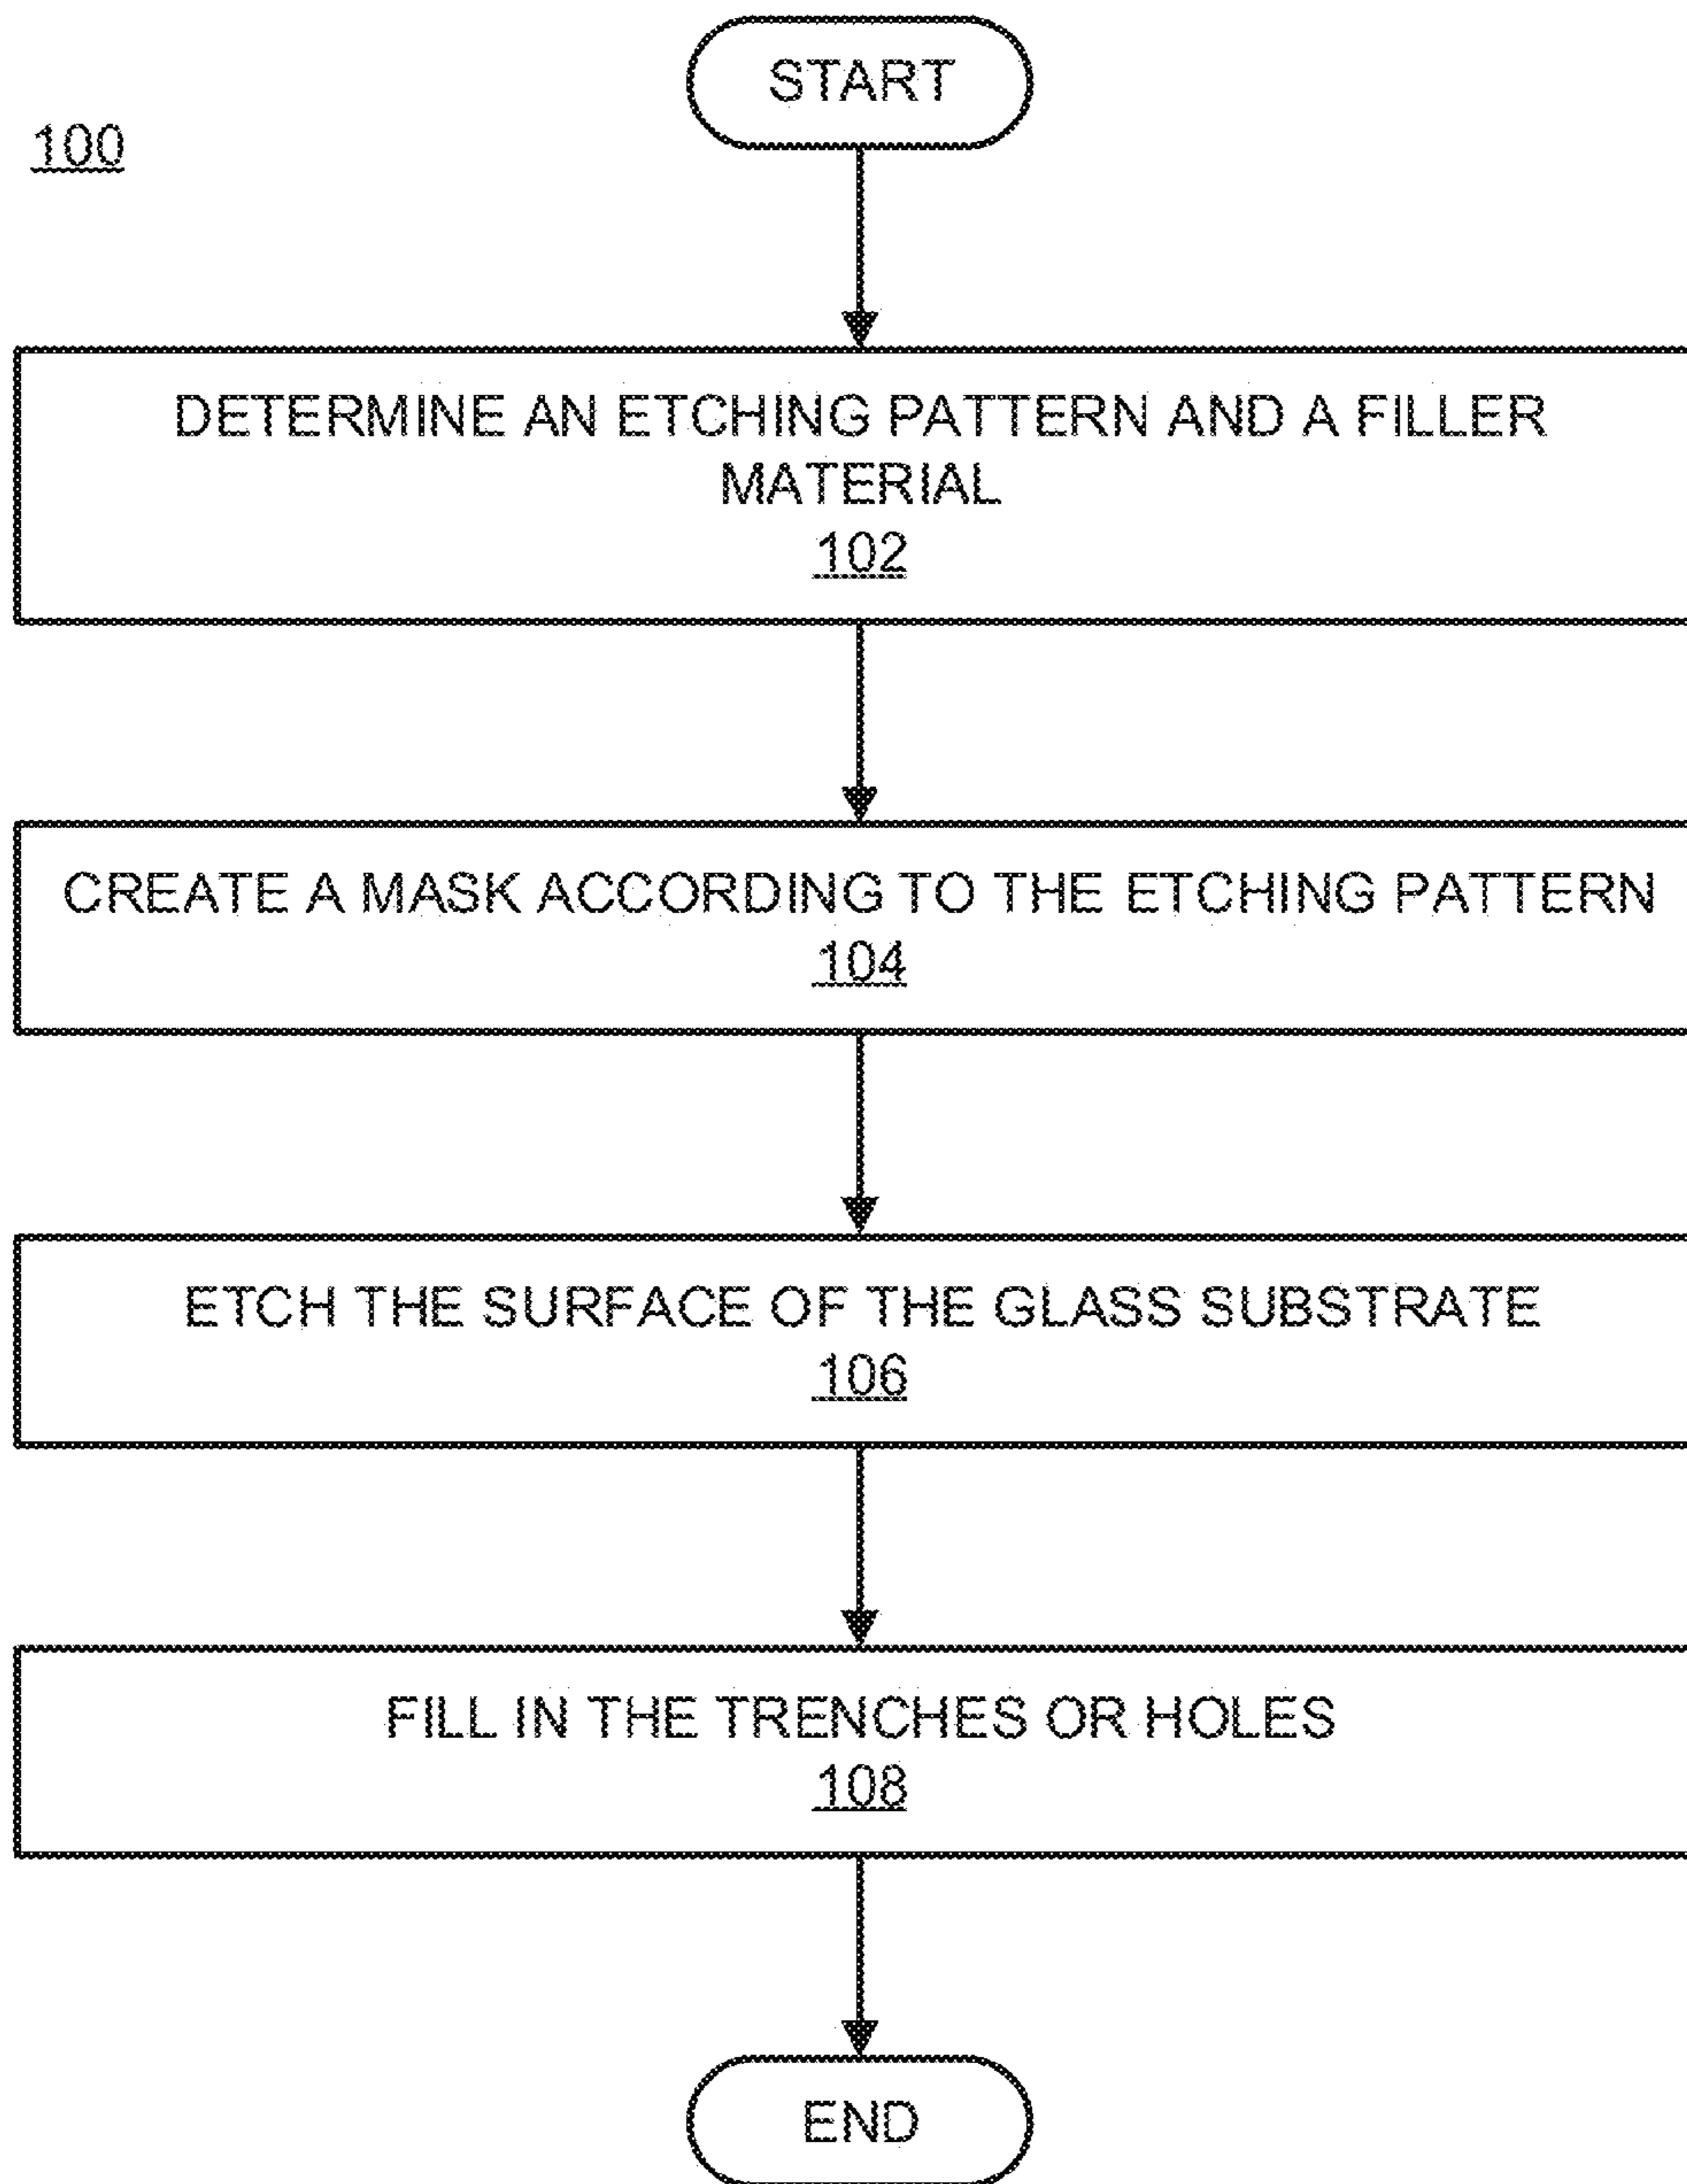 START
100
DETERMINE AN ETCHING PATTERN AND A FILLER
MATERIAL
102
CREATE A MASK ACCORDING TO THE ETCHING PATTERN
104
ETCH THE SURFACE OF THE GLASS SUBSTRATE
106
FILL IN THE TRENCHES OR HOLES
108
END